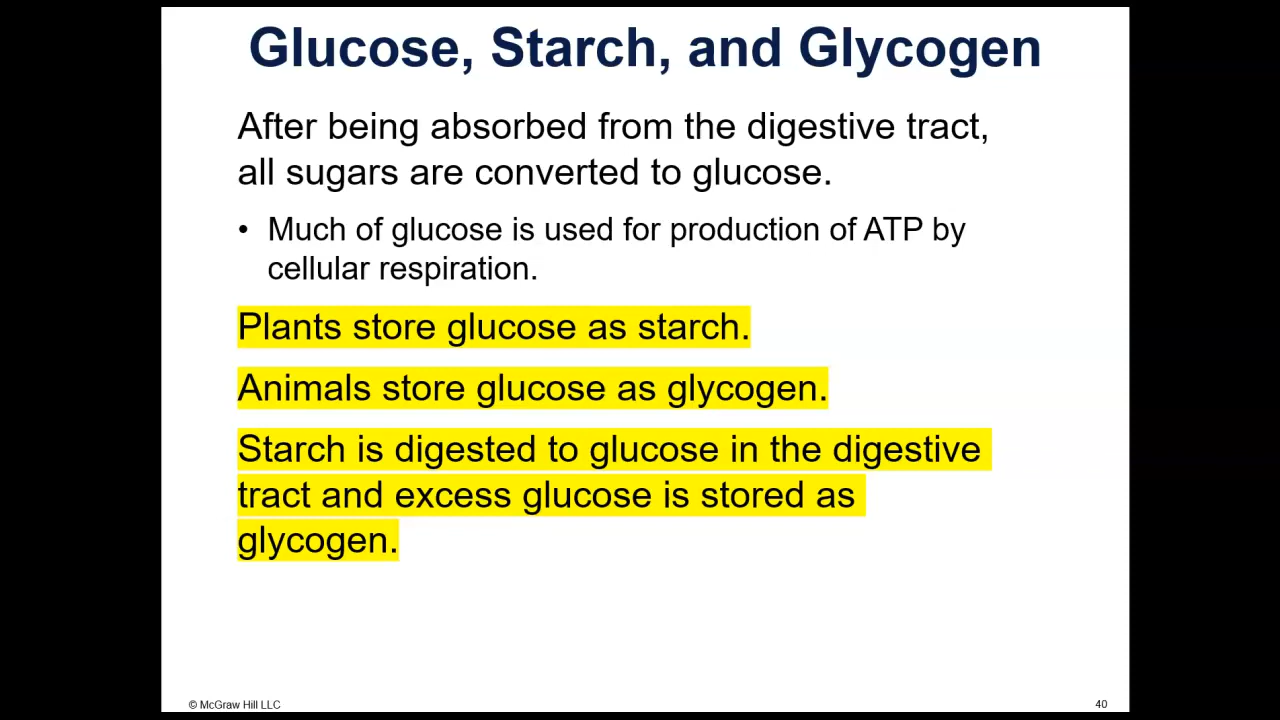 Glucose, Starch, and Glycogen
After being absorbed from the digestive tract,
all sugars are converted to glucose.
• Much of glucose is used for production of ATP by
cellular respiration.
Plants store glucose as starch.
Animals store glucose as glycogen.
Starch is digested to glucose in the digestive
tract and excess glucose is stored as
glycogen.
© McGraw Hill LLC
40